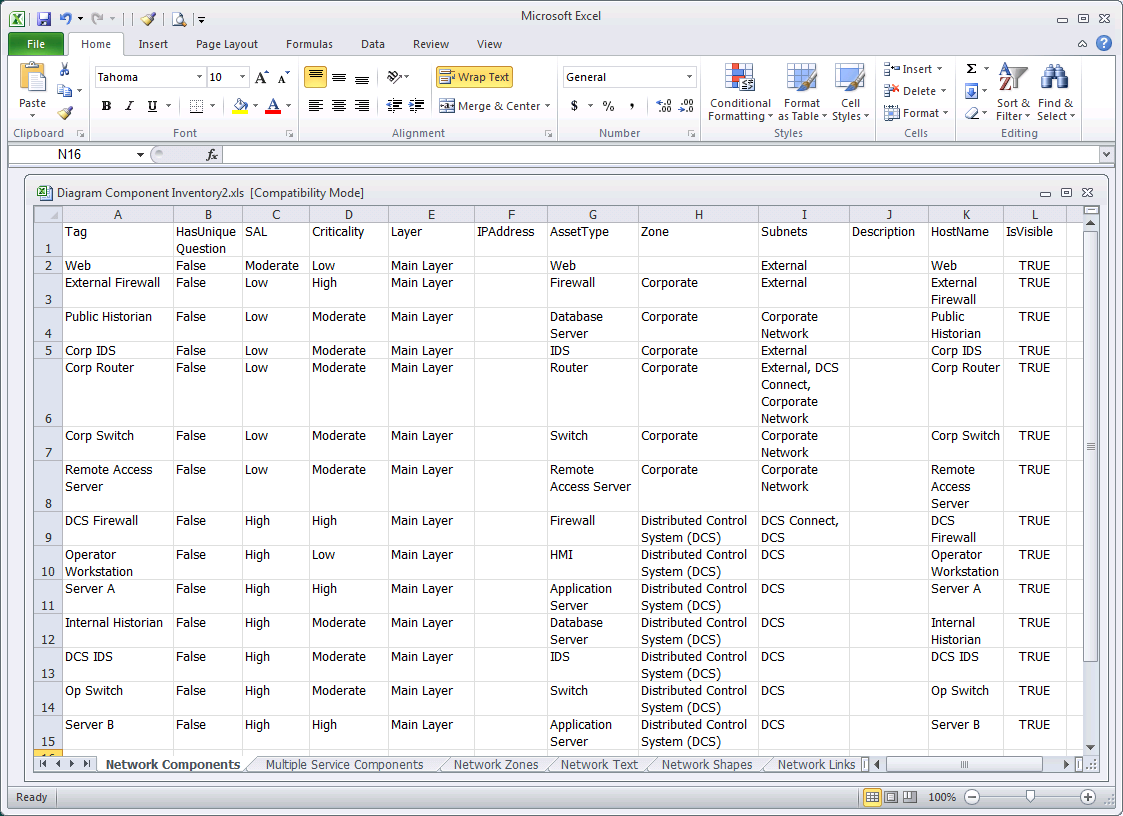 Microsoft Excel
File Home Insert Page Layout Formulas Data Review View
Paste
Clipboard
Tahoma 10
B I U
Font
Wrap Text
Merge & Center
Alignment
General
$ % , .00 .0
Number
Conditional Formatting
Format as Table
Cell Styles
Styles
Insert
Delete
Format
Cells
Sort & Filter
Find & Select
Editing
N16 fx
Diagram Component Inventory2.xls [Compatibility Mode]
A B C D E F G H I J K L
1 Tag HasUnique Question SAL Criticality Layer IPAddress AssetType Zone Subnets Description HostName IsVisible
2 Web False Moderate Low Main Layer Web External Web TRUE
3 External Firewall False Low High Main Layer Firewall Corporate External External Firewall TRUE
4 Public Historian False Low Moderate Main Layer Database Server Corporate Corporate Network Public Historian TRUE
5 Corp IDS False Low Moderate Main Layer IDS Corporate External Corp IDS TRUE
6 Corp Router False Low Moderate Main Layer Router Corporate External, DCS Connect, Corporate Network Corp Router TRUE
7 Corp Switch False Low Moderate Main Layer Switch Corporate Corporate Network Corp Switch TRUE
8 Remote Access Server False Low Moderate Main Layer Remote Access Server Corporate Corporate Network Remote Access Server TRUE
9 DCS Firewall False High High Main Layer Firewall Distributed Control System (DCS) DCS Connect, DCS DCS Firewall TRUE
10 Operator Workstation False High Low Main Layer HMI Distributed Control System (DCS) DCS Operator Workstation TRUE
11 Server A False High High Main Layer Application Server Distributed Control System (DCS) DCS Server A TRUE
12 Internal Historian False High Moderate Main Layer Database Server Distributed Control System (DCS) DCS Internal Historian TRUE
13 DCS IDS False High Moderate Main Layer IDS Distributed Control System (DCS) DCS DCS IDS TRUE
14 Op Switch False High Moderate Main Layer Switch Distributed Control System (DCS) DCS Op Switch TRUE
15 Server B False High High Main Layer Application Server Distributed Control System (DCS) DCS Server B TRUE
Network Components Multiple Service Components Network Zones Network Text Network Shapes Network Links
Ready 100%